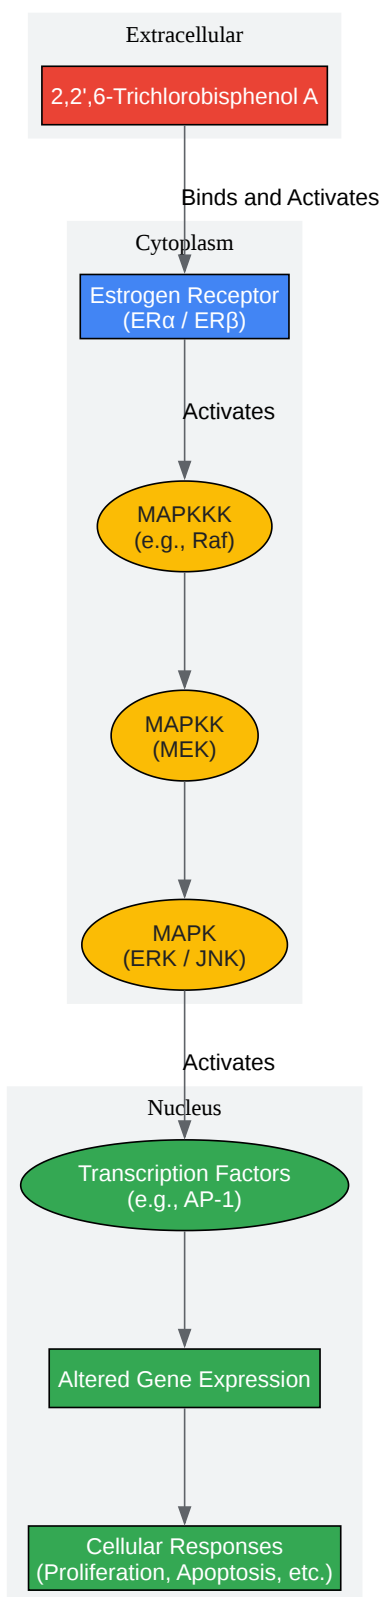 Extracellular
2,2',6-Trichlorobisphenol A
Binds and Activates
Cytoplasm
Estrogen Receptor
(ERα / ERβ)
Activates
MAPKKK
(e.g., Raf)
MAPKK
(MEK)
MAPK
(ERK / JNK)
Activates
Nucleus
Transcription Factors
(e.g., AP-1)
Altered Gene Expression
Cellular Responses
(Proliferation, Apoptosis, etc.)